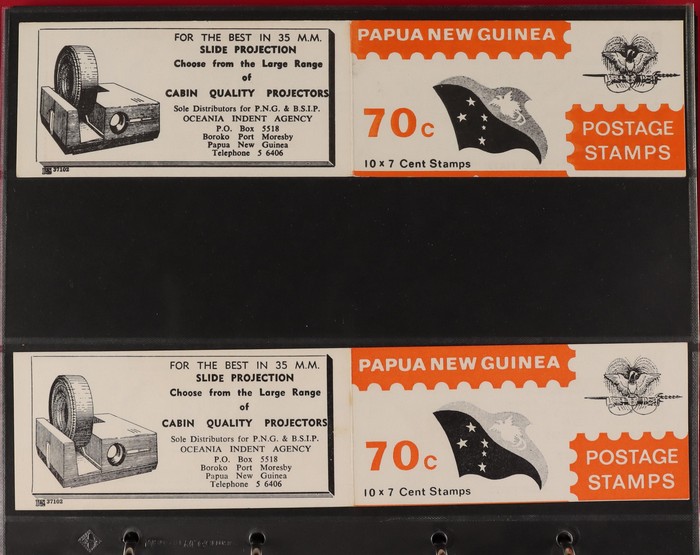 FOR THE BEST IN 35 M.M.
SLIDE PROJECTION
Choose from the Large Range
of
CABIN QUALITY PROJECTORS
Sole Distributors for P.N.G. & B.S.I.P.
OCEANIA INDENT AGENCY
P.O. Box 5518
Boroko Port Moresby
Papua New Guinea
Telephone 5 6406
37102
PAPUA NEW GUINEA
70c
10 x 7 Cent Stamps
POSTAGE
STAMPS
FOR THE BEST IN 35 M.M.
SLIDE PROJECTION
Choose from the Large Range
of
CABIN QUALITY PROJECTORS
Sole Distributors for P.N.G. & B.S.I.P.
OCEANIA INDENT AGENCY
P.O. Box 5518
Boroko Port Moresby
Papua New Guinea
Telephone 5 6406
37102
PAPUA NEW GUINEA
70c
10 x 7 Cent Stamps
POSTAGE
STAMPS